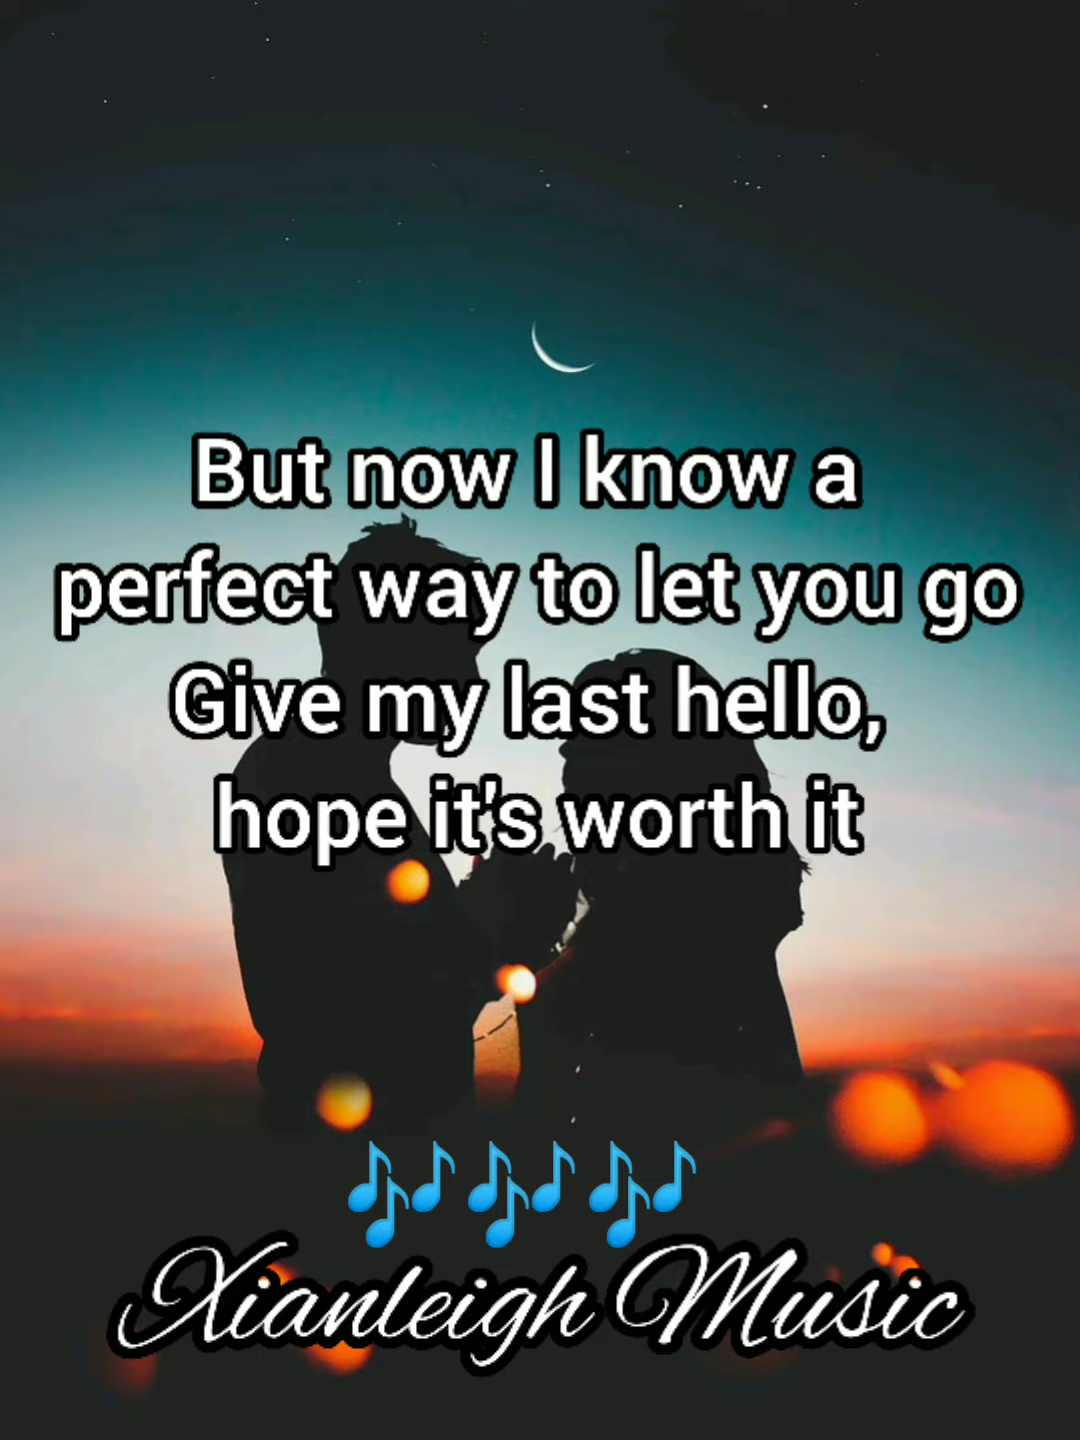 But now I know a
perfect way to let you go
Give my last hello,
hope it's worth it
🎶🎶🎶
Xianleigh Music